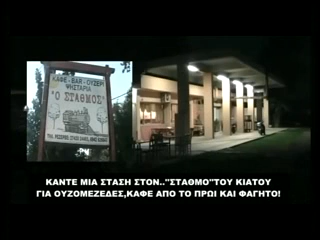 ΚΑΦΕ - BAR - ΟΥΖΕΡΙ
ΨΗΣΤΑΡΙΑ
"Ο ΣΤΑΘΜΟΣ"
ΚΑΝΤΕ ΜΙΑ ΣΤΑΣΗ ΣΤΟΝ.."ΣΤΑΘΜΟ"ΤΟΥ ΚΙΑΤΟΥ
ΓΙΑ ΟΥΖΟΜΕΖΕΔΕΣ,ΚΑΦΕ ΑΠΟ ΤΟ ΠΡΩΙ ΚΑΙ ΦΑΓΗΤΟ!